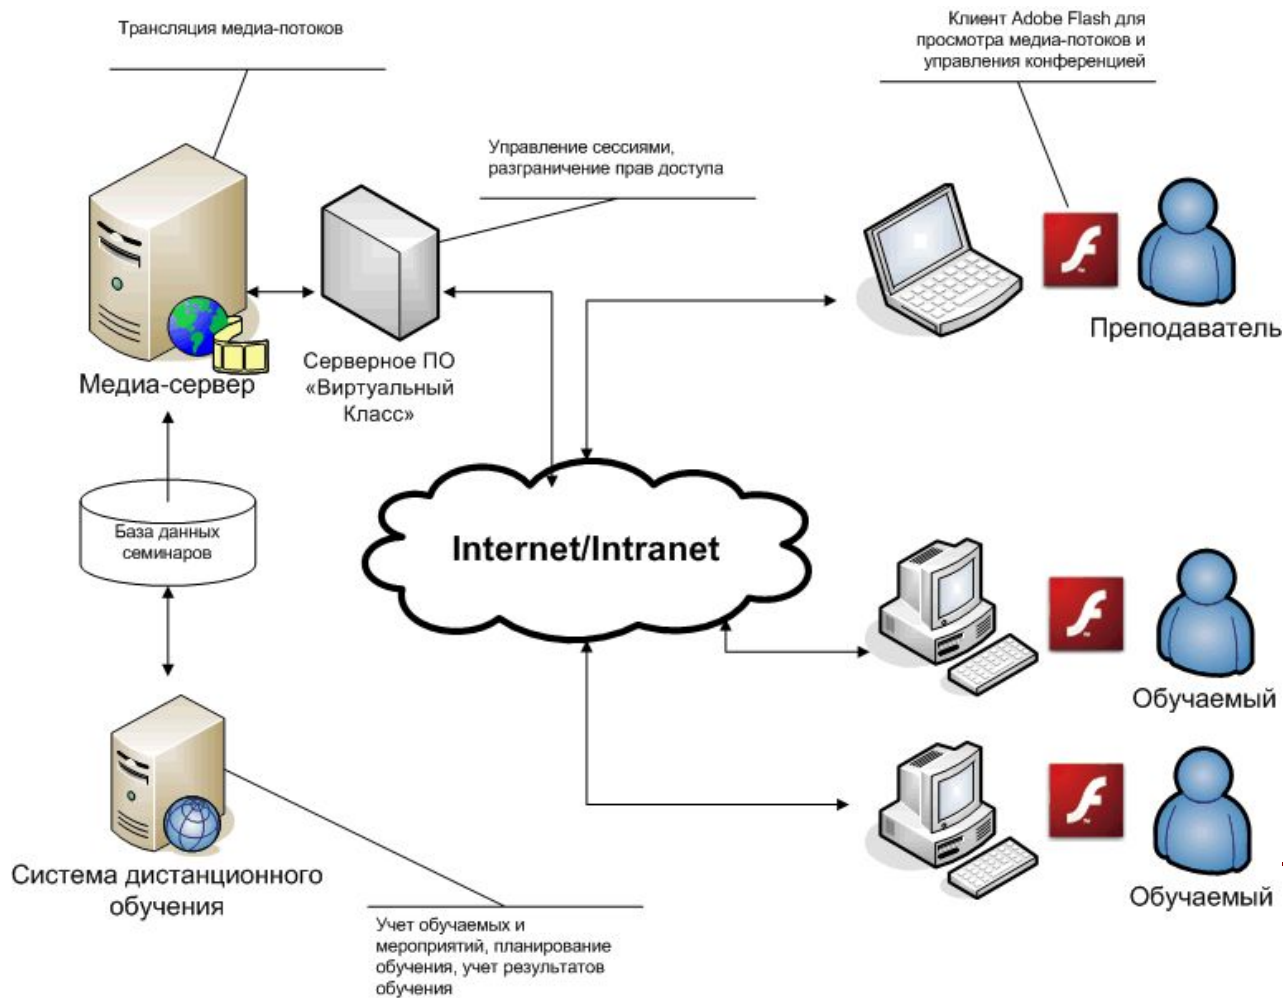 Трансляция медиа-потоков
Клиент Adobe Flash для
просмотра медиа-потоков и
управления конференцией
Управление сессиями,
разграничение прав доступа
Преподаватель
Медиа-сервер
Серверное ПО
«Виртуальный
Класс»
База данных
семинаров
Internet/Intranet
Обучаемый
Обучаемый
Система дистанционного
обучения
Учет обучаемых и
мероприятий, планирование
обучения, учет результатов
обучения